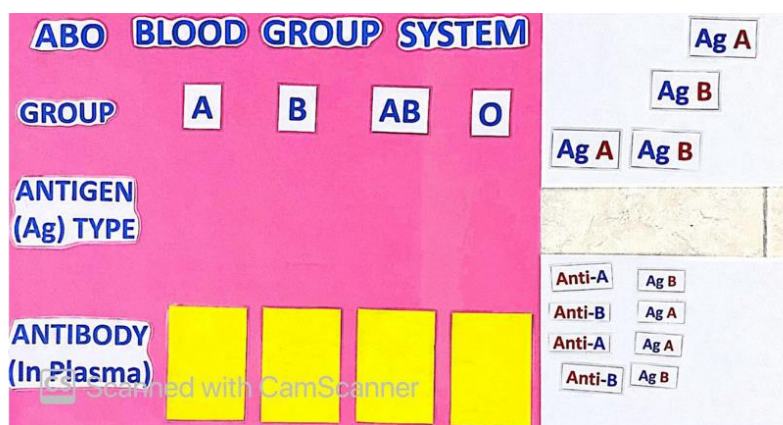 ABO BLOOD GROUP SYSTEM
GROUP A B AB O
ANTIGEN
(Ag) TYPE
ANTIBODY
(In Plasma)
Ag A
Ag B
Ag A Ag B
Anti-A Ag B
Anti-B Ag A
Anti-A Ag A
Anti-B Ag B
CS Scanned with CamScanner